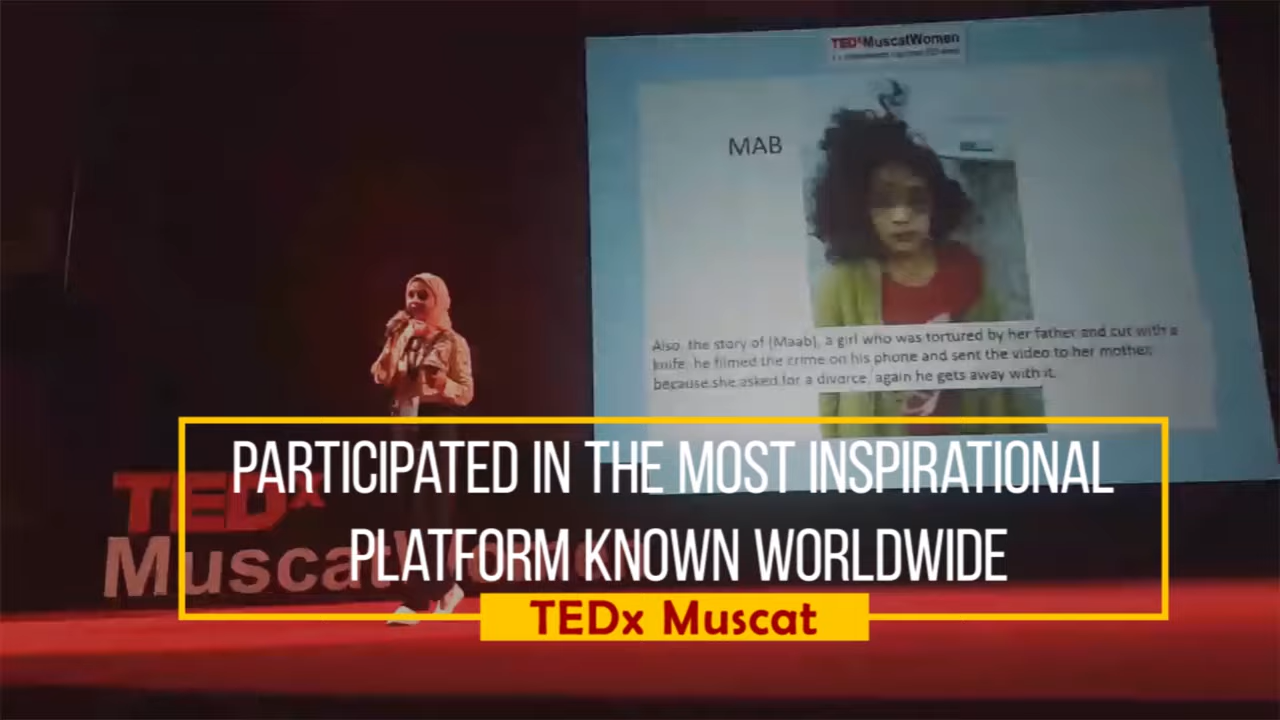 TEDxMuscatWomen
MAB
Also, the story of (Maab), a girl who was tortured by her father and cut with a
knife, he filmed the crime on his phone and sent the video to her mother,
because she asked for a divorce, again he gets away with it.
PARTICIPATED IN THE MOST INSPIRATIONAL
PLATFORM KNOWN WORLDWIDE
TEDx Muscat
TEDx
MuscatWomen